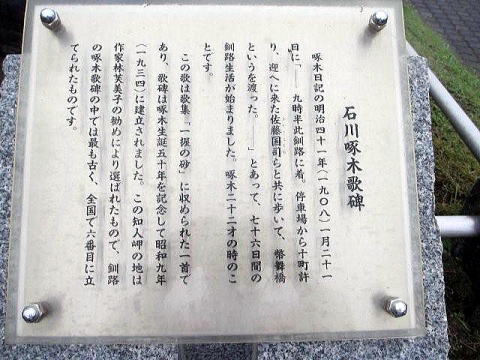 石川啄木歌碑
啄木日記の明治四十一年(一九〇八)一月二十一
日に「――九時半此釧路に着。停車場から十町許
り、迎へに来た佐藤国司らと共に歩いて、幣舞橋
というを渡った。――」とあって、七十六日間の
釧路生活が始まりました。啄木二十二才の時のこ
とです。
この歌は歌集「一握の砂」に収められた一首で
あり、歌碑は啄木生誕五十年を記念して昭和九年
(一九三四)に建立されました。この知人岬の地は
作家林芙美子の勧めにより選ばれたもので、釧路
の啄木歌碑の中では最も古く、全国で六番目に立
てられたものです。